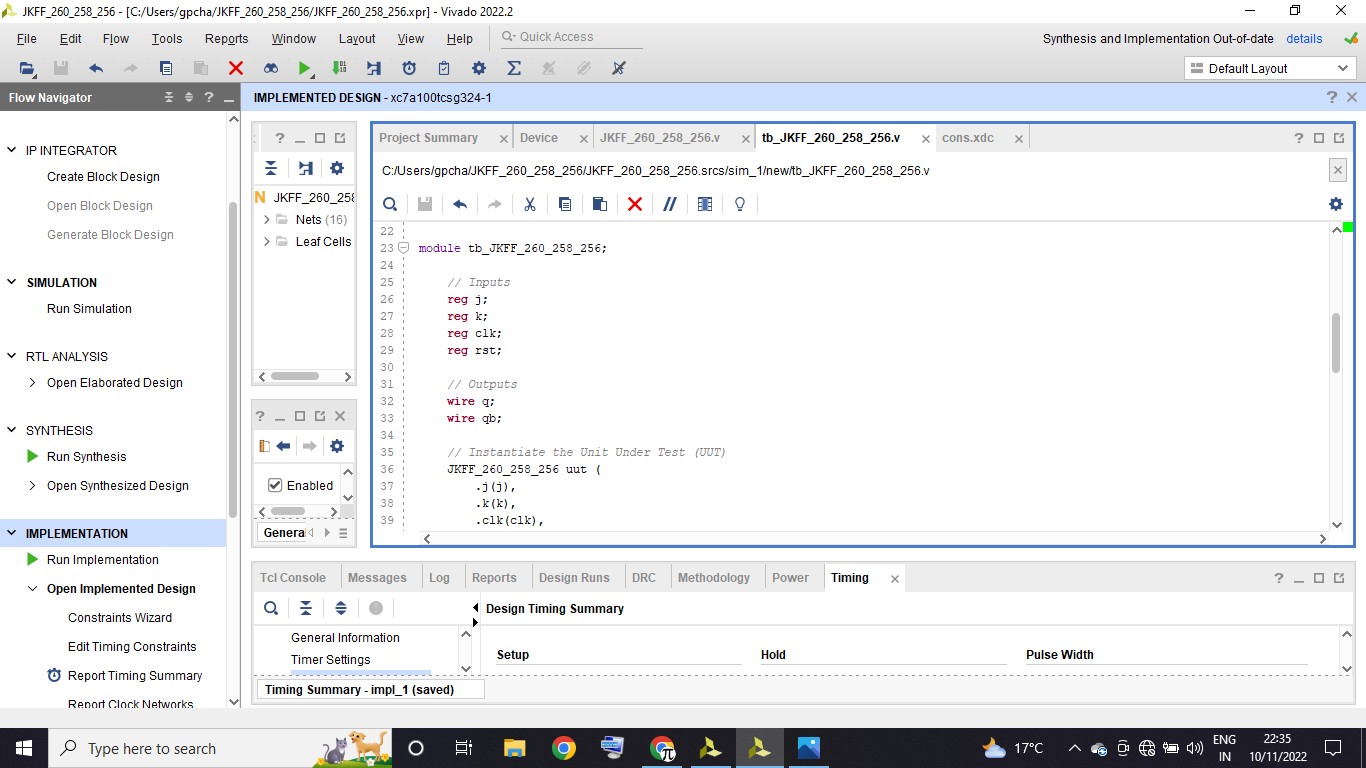 JKFF_260_258_256 - [C:/Users/gpcha/JKFF_260_258_256/JKFF_260_258_256.xpr] - Vivado 2022.2
File Edit Flow Tools Reports Window Layout View Help Quick Access
Synthesis and Implementation Out-of-date details
Default Layout
Flow Navigator
IP INTEGRATOR
Create Block Design
Open Block Design
Generate Block Design
SIMULATION
Run Simulation
RTL ANALYSIS
Open Elaborated Design
SYNTHESIS
Run Synthesis
Open Synthesized Design
IMPLEMENTATION
Run Implementation
Open Implemented Design
Constraints Wizard
Edit Timing Constraints
Report Timing Summary
Report Clock Networks
IMPLEMENTED DESIGN - xc7a100tcsg324-1
N JKFF_260_258
Nets (16)
Leaf Cells
Enabled
General
Project Summary Device JKFF_260_258_256.v tb_JKFF_260_258_256.v cons.xdc
C:/Users/gpcha/JKFF_260_258_256/JKFF_260_258_256.srcs/sim_1/new/tb_JKFF_260_258_256.v
22
23 module tb_JKFF_260_258_256;
24
25 // Inputs
26 reg j;
27 reg k;
28 reg clk;
29 reg rst;
30
31 // Outputs
32 wire q;
33 wire qb;
34
35 // Instantiate the Unit Under Test (UUT)
36 JKFF_260_258_256 uut (
37 .j(j),
38 .k(k),
39 .clk(clk),
Tcl Console Messages Log Reports Design Runs DRC Methodology Power Timing
Design Timing Summary
General Information
Timer Settings
Setup Hold Pulse Width
Timing Summary - impl_1 (saved)
Type here to search
17°C
ENG
IN
22:35
10/11/2022